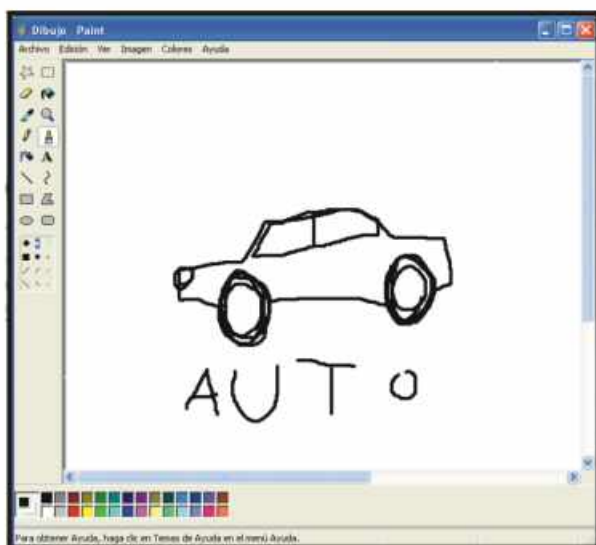 Dibujo Paint
Archivo Edición Ver Imagen Colores Ayuda
A
AUTO
Para obtener Ayuda, haga clic en Temas de Ayuda en el menú Ayuda.